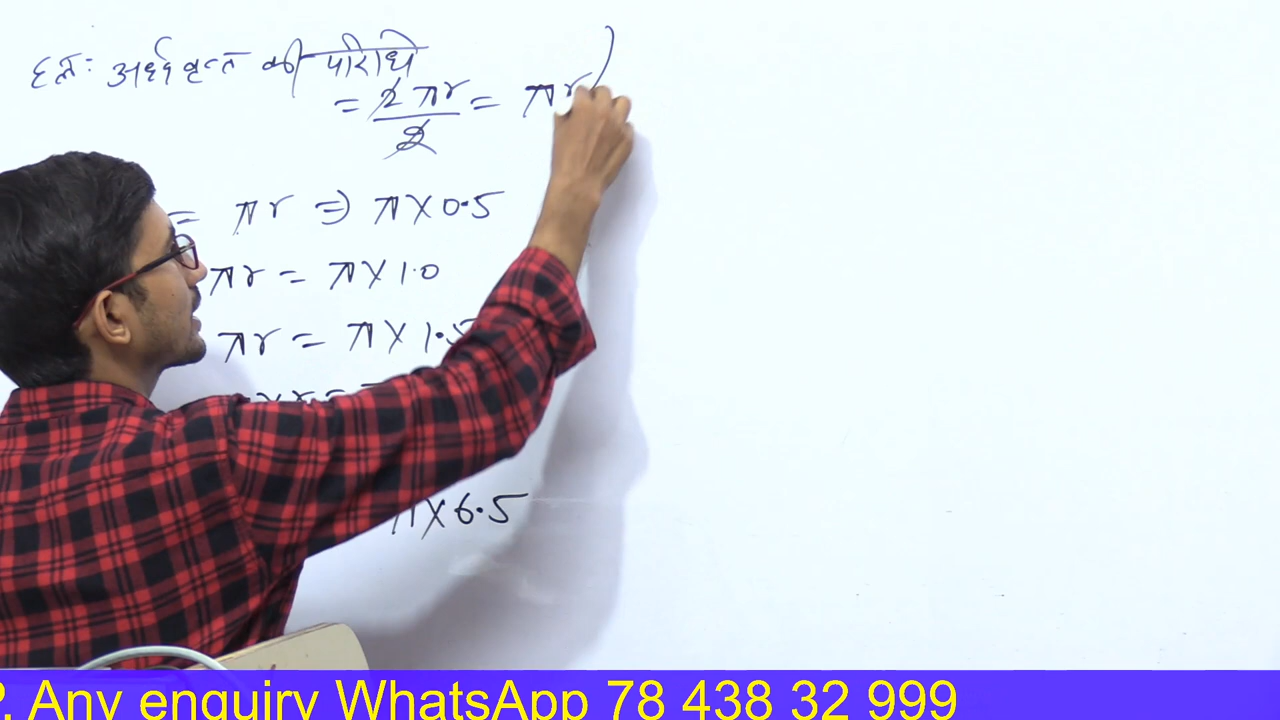 हल: अर्धवृत्त की परिधि
= 2πr/2 = πr
= πr ⇒ π×0.5
πr = π×1.0
πr = π×1.5
π×6.5
2. Any enquiry WhatsApp 78 438 32 999